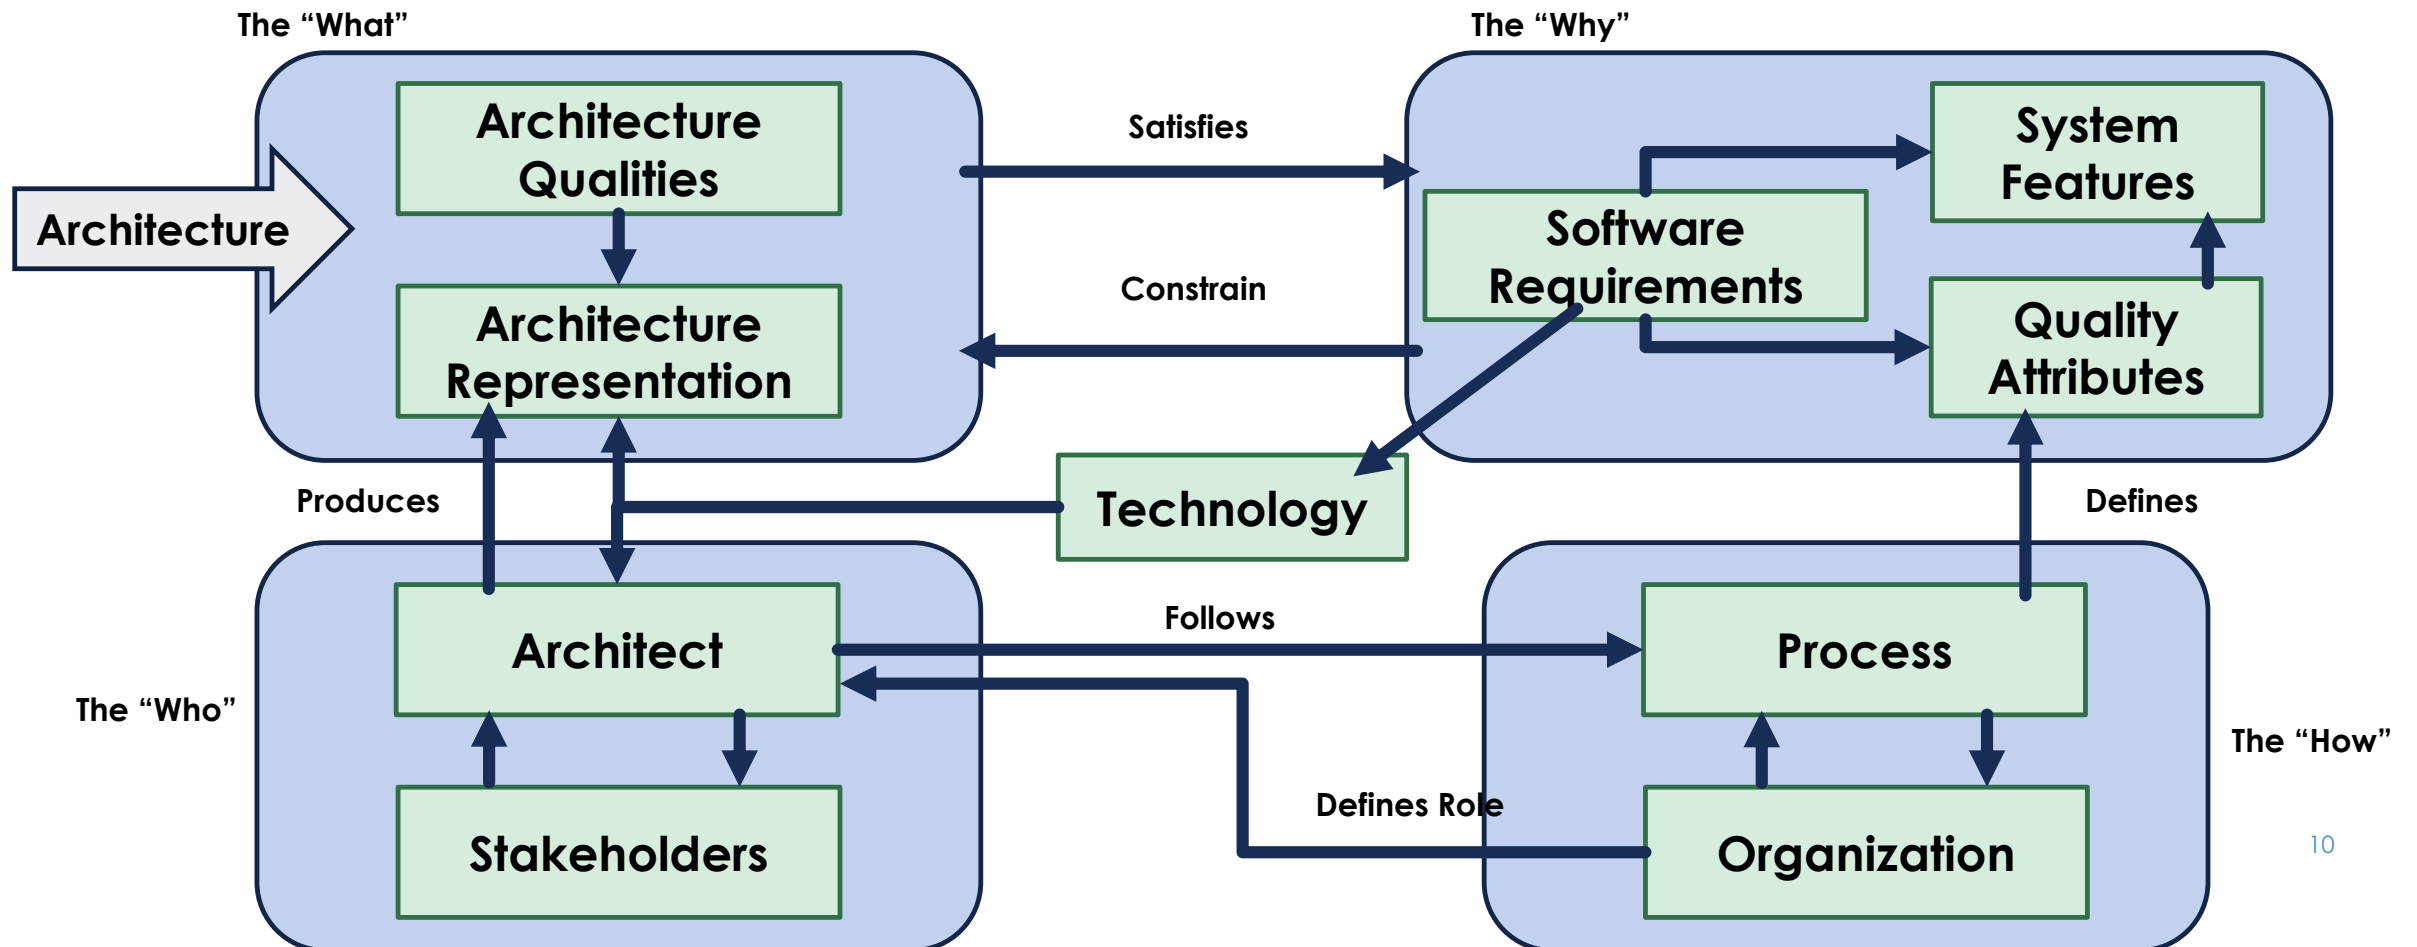 The “What”
The “Why”
Architecture
Qualities
Architecture
Architecture
Representation
Satisfies
Constrain
System
Features
Software
Requirements
Quality
Attributes
Produces
Technology
Defines
Architect
Follows
Process
The “Who”
Stakeholders
Defines Role
Organization
The “How”
10